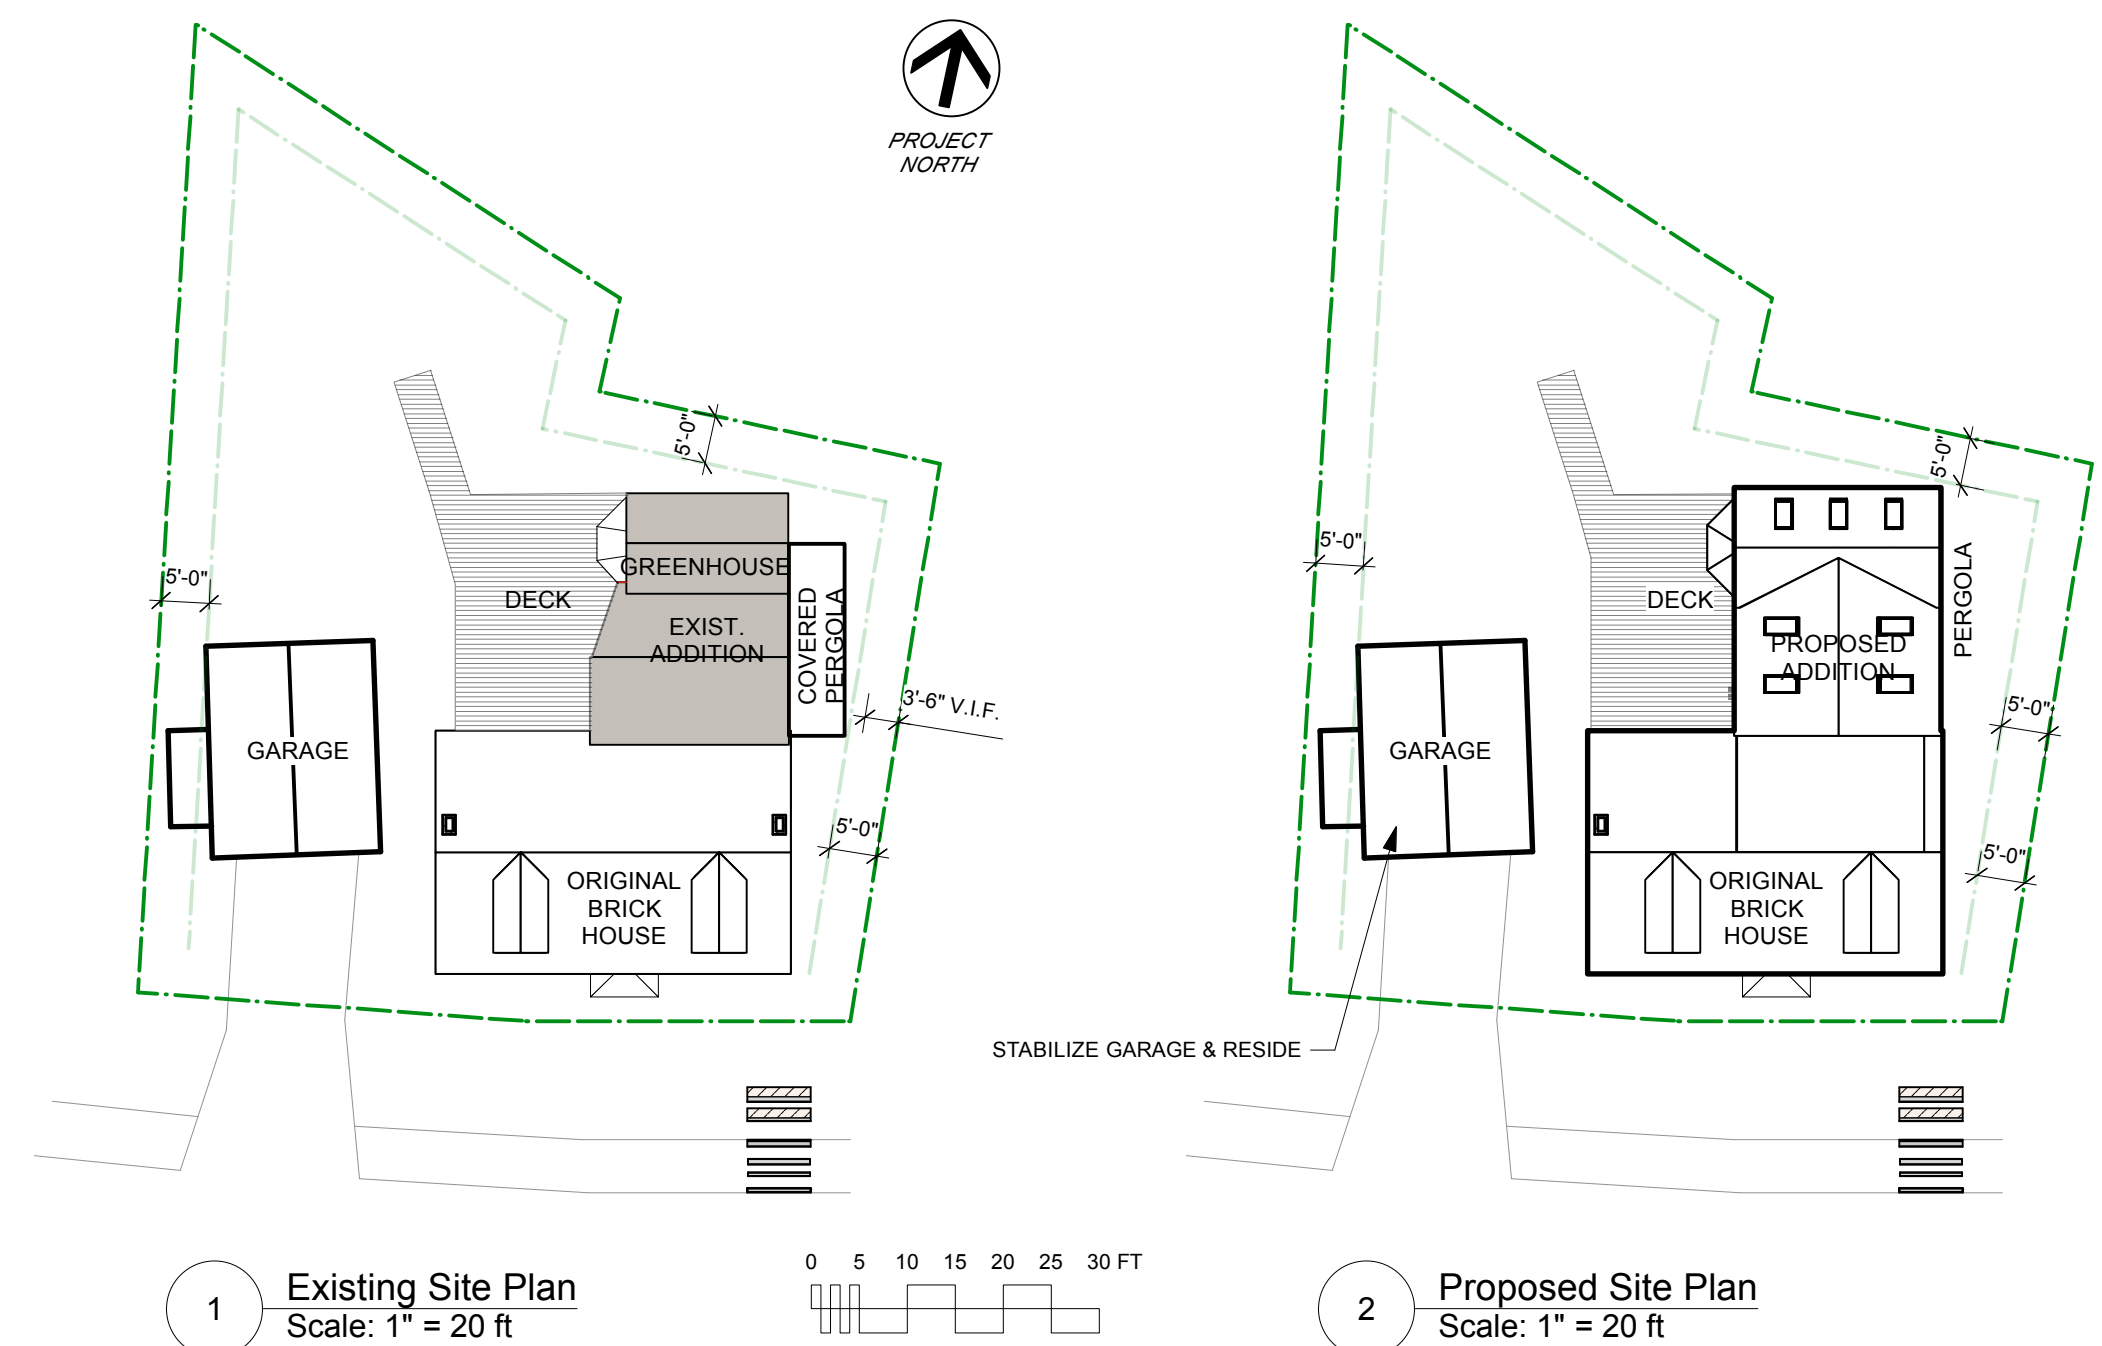 PROJECT
NORTH
5'-0"
5'-0"
GREENHOUSE
DECK
EXIST.
ADDITION
COVERED
PERGOLA
3'-6" V.I.F.
GARAGE
5'-0"
ORIGINAL
BRICK
HOUSE
5'-0"
5'-0"
PERGOLA
DECK
PROPOSED
ADDITION
5'-0"
GARAGE
5'-0"
ORIGINAL
BRICK
HOUSE
STABILIZE GARAGE & RESIDE
1
Existing Site Plan
Scale: 1" = 20 ft
0 5 10 15 20 25 30 FT
2
Proposed Site Plan
Scale: 1" = 20 ft